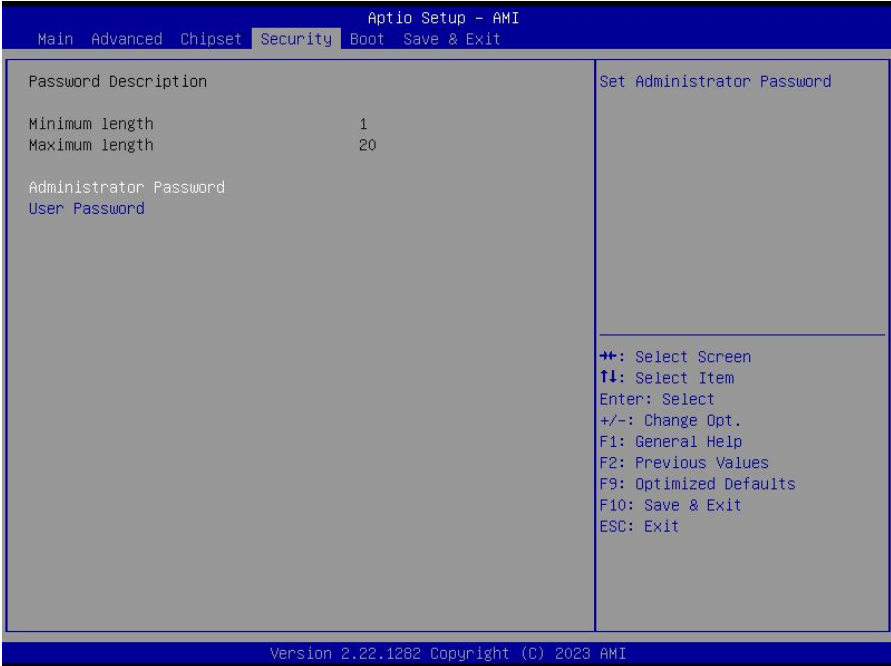 Aptio Setup – AMI
Main Advanced Chipset Security Boot Save & Exit
Password Description
Minimum length 1
Maximum length 20
Administrator Password
User Password
Set Administrator Password
→←: Select Screen
↑↓: Select Item
Enter: Select
+/-: Change Opt.
F1: General Help
F2: Previous Values
F9: Optimized Defaults
F10: Save & Exit
ESC: Exit
Version 2.22.1282 Copyright (C) 2023 AMI